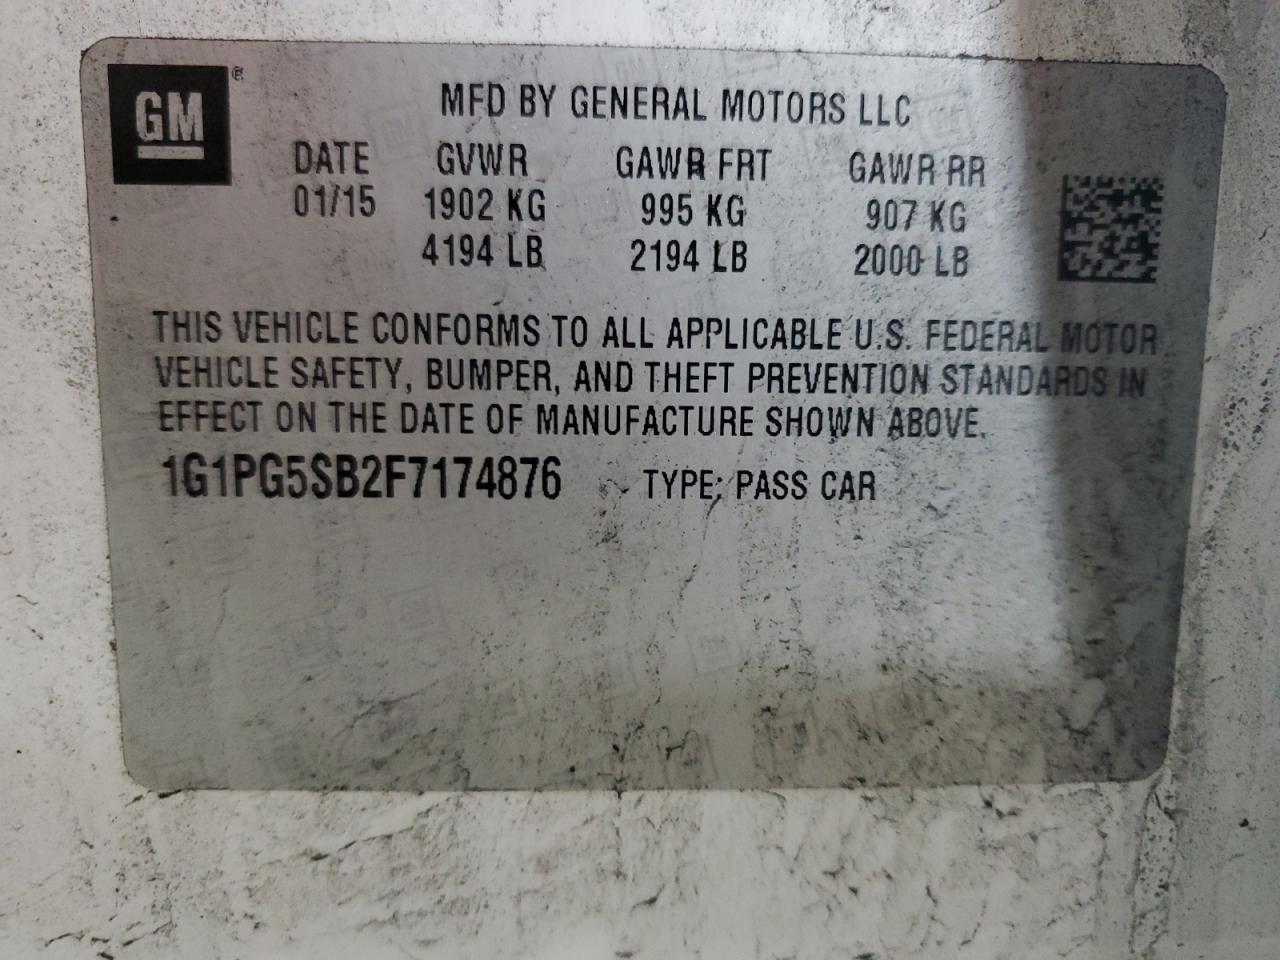 GM ®
MFD BY GENERAL MOTORS LLC
DATE GVWR GAWR FRT GAWR RR
01/15 1902 KG 995 KG 907 KG
4194 LB 2194 LB 2000 LB
THIS VEHICLE CONFORMS TO ALL APPLICABLE U.S. FEDERAL MOTOR
VEHICLE SAFETY, BUMPER, AND THEFT PREVENTION STANDARDS IN
EFFECT ON THE DATE OF MANUFACTURE SHOWN ABOVE.
1G1PG5SB2F7174876 TYPE: PASS CAR